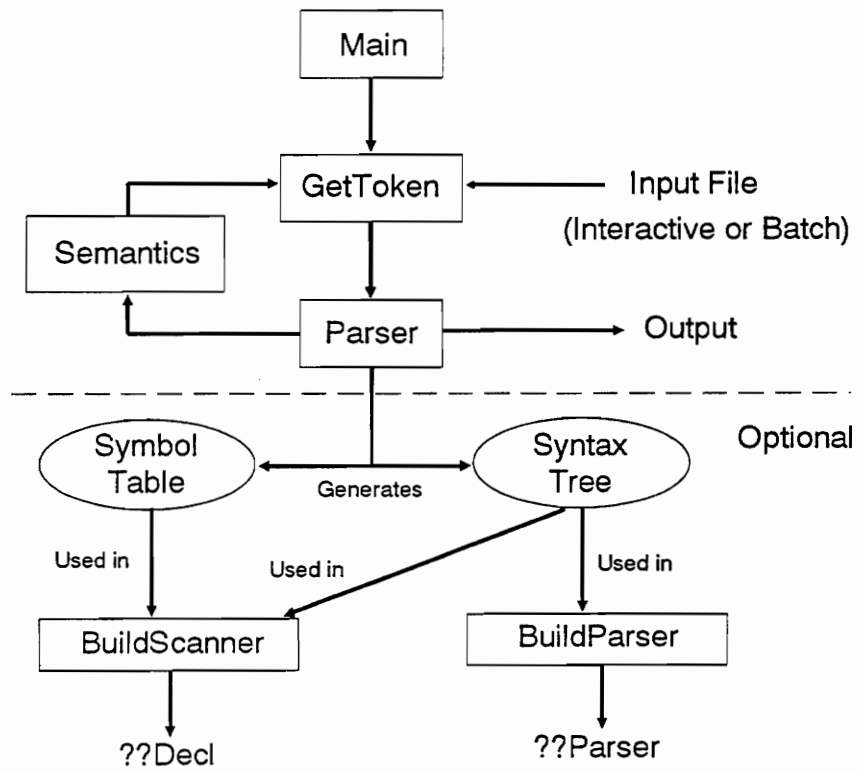 Main
GetToken
Input File
(Interactive or Batch)
Semantics
Parser
Output
Optional
Symbol
Table
Generates
Syntax
Tree
Used in
Used in
Used in
BuildScanner
BuildParser
??Decl
??Parser